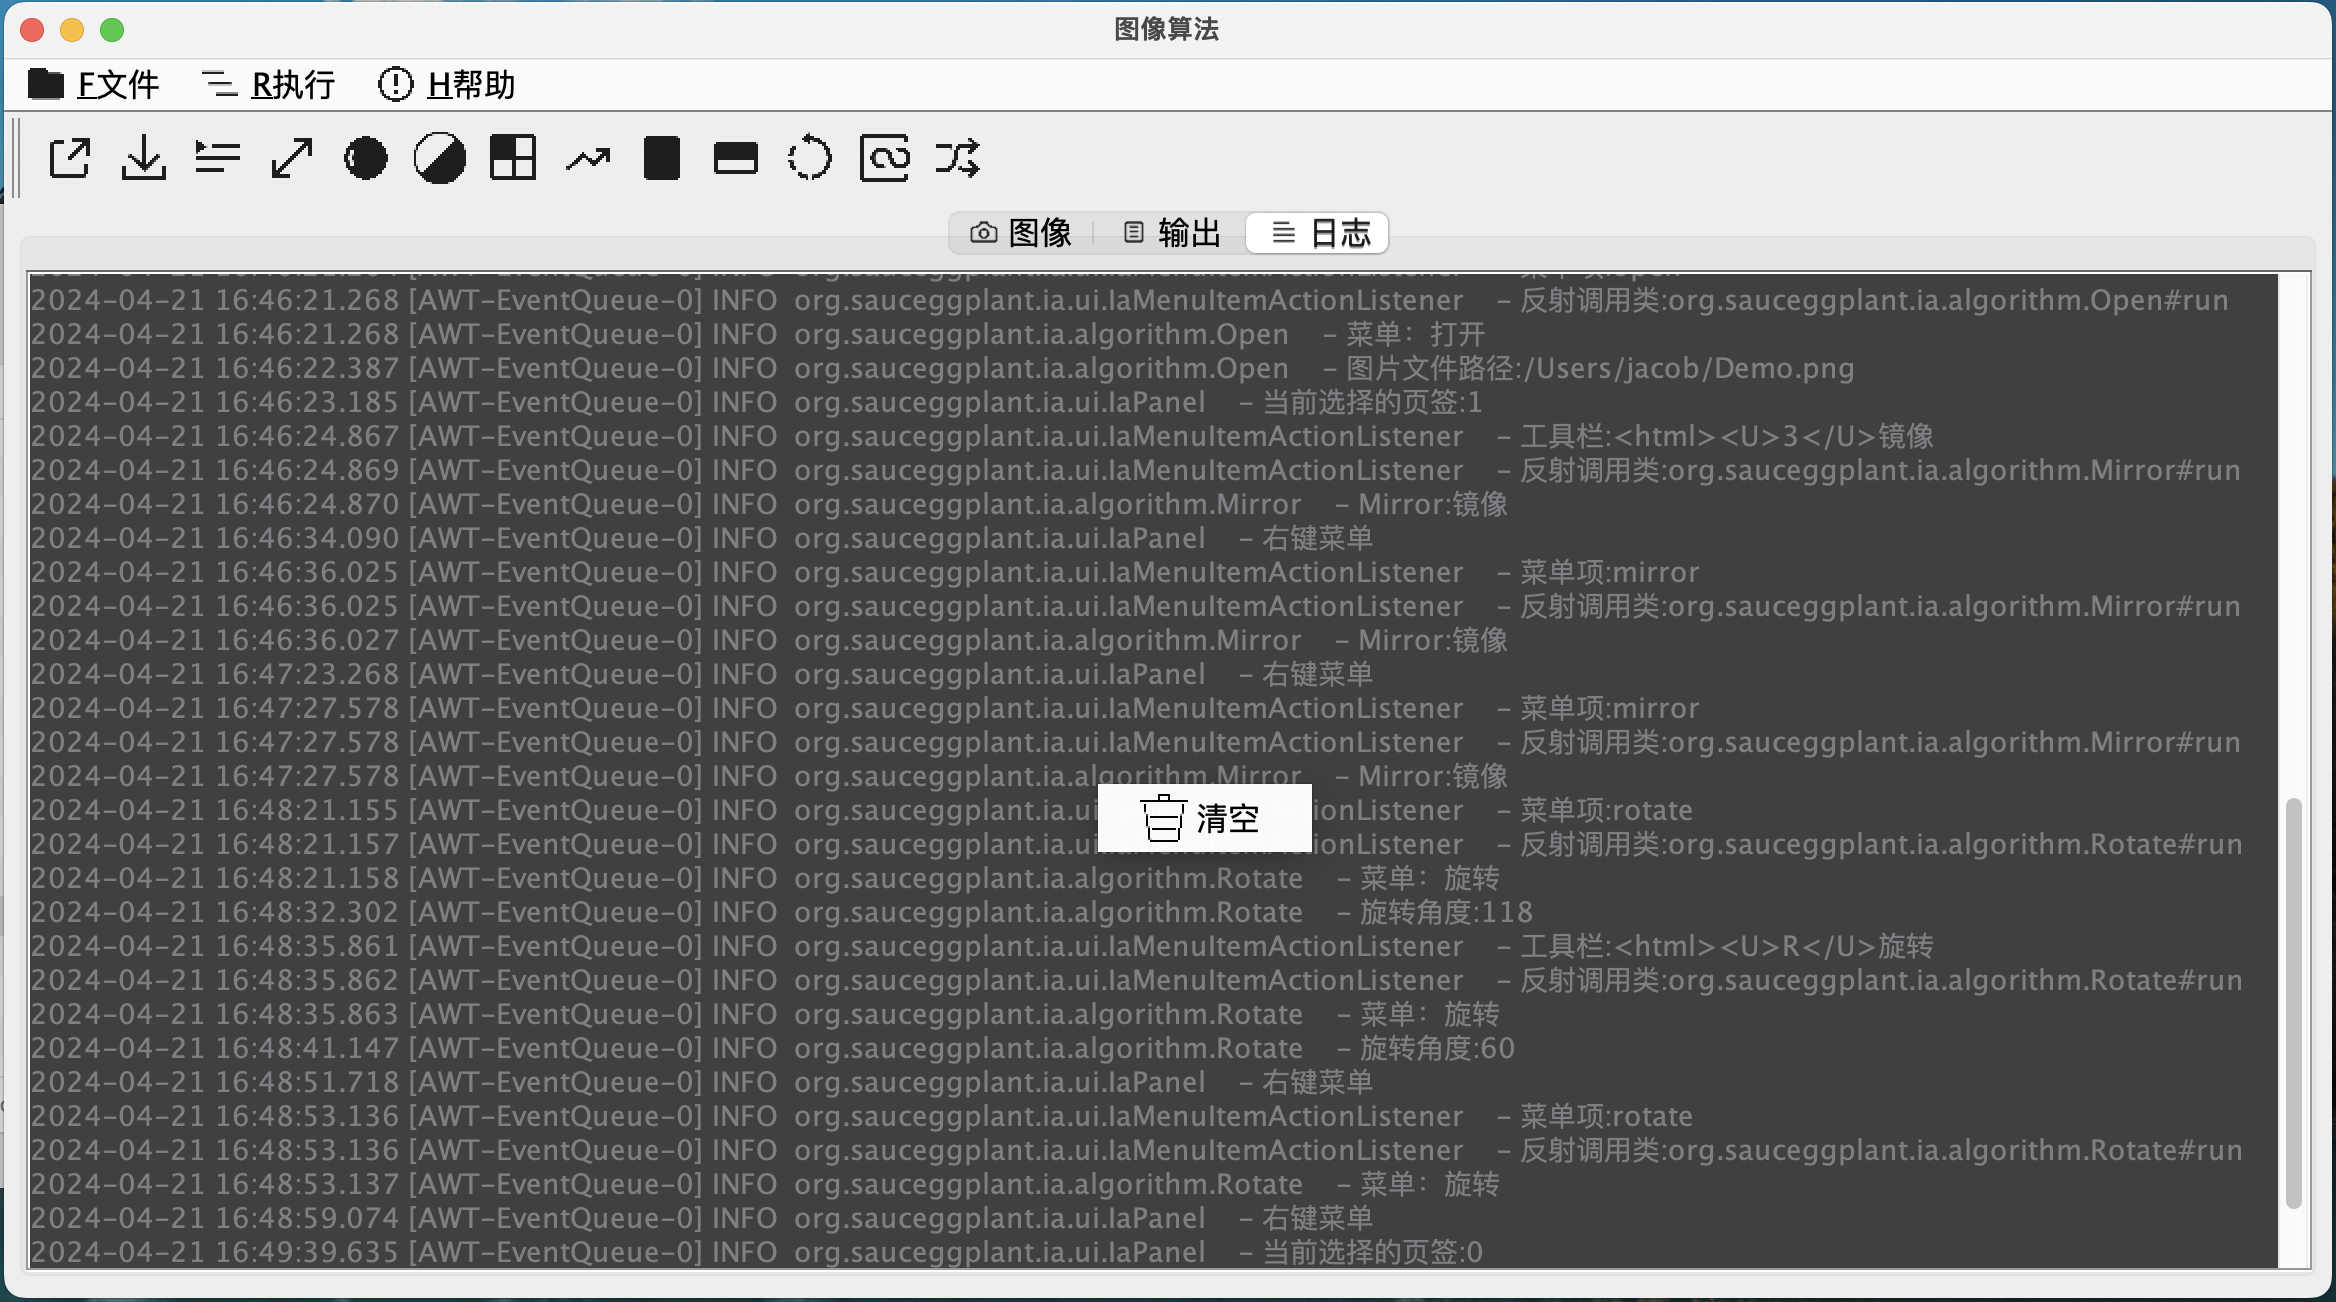 图像算法
F文件 R执行 H帮助
图像 输出 日志
2024-04-21 16:46:21.268 [AWT-EventQueue-0] INFO  org.sauceggplant.ia.ui.IaMenuItemActionListener    – 反射调用类:org.sauceggplant.ia.algorithm.Open#run
2024-04-21 16:46:21.268 [AWT-EventQueue-0] INFO  org.sauceggplant.ia.algorithm.Open    – 菜单：打开
2024-04-21 16:46:22.387 [AWT-EventQueue-0] INFO  org.sauceggplant.ia.algorithm.Open    – 图片文件路径:/Users/jacob/Demo.png
2024-04-21 16:46:23.185 [AWT-EventQueue-0] INFO  org.sauceggplant.ia.ui.IaPanel    – 当前选择的页签:1
2024-04-21 16:46:24.867 [AWT-EventQueue-0] INFO  org.sauceggplant.ia.ui.IaMenuItemActionListener    – 工具栏:<html><U>3</U>镜像
2024-04-21 16:46:24.869 [AWT-EventQueue-0] INFO  org.sauceggplant.ia.ui.IaMenuItemActionListener    – 反射调用类:org.sauceggplant.ia.algorithm.Mirror#run
2024-04-21 16:46:24.870 [AWT-EventQueue-0] INFO  org.sauceggplant.ia.algorithm.Mirror    – Mirror:镜像
2024-04-21 16:46:34.090 [AWT-EventQueue-0] INFO  org.sauceggplant.ia.ui.IaPanel    – 右键菜单
2024-04-21 16:46:36.025 [AWT-EventQueue-0] INFO  org.sauceggplant.ia.ui.IaMenuItemActionListener    – 菜单项:mirror
2024-04-21 16:46:36.025 [AWT-EventQueue-0] INFO  org.sauceggplant.ia.ui.IaMenuItemActionListener    – 反射调用类:org.sauceggplant.ia.algorithm.Mirror#run
2024-04-21 16:46:36.027 [AWT-EventQueue-0] INFO  org.sauceggplant.ia.algorithm.Mirror    – Mirror:镜像
2024-04-21 16:47:23.268 [AWT-EventQueue-0] INFO  org.sauceggplant.ia.ui.IaPanel    – 右键菜单
2024-04-21 16:47:27.578 [AWT-EventQueue-0] INFO  org.sauceggplant.ia.ui.IaMenuItemActionListener    – 菜单项:mirror
2024-04-21 16:47:27.578 [AWT-EventQueue-0] INFO  org.sauceggplant.ia.ui.IaMenuItemActionListener    – 反射调用类:org.sauceggplant.ia.algorithm.Mirror#run
2024-04-21 16:47:27.578 [AWT-EventQueue-0] INFO  org.sauceggplant.ia.algorithm.Mirror    – Mirror:镜像
2024-04-21 16:48:21.155 [AWT-EventQueue-0] INFO  org.sauceggplant.ia.ui ionListener    – 菜单项:rotate
清空
2024-04-21 16:48:21.157 [AWT-EventQueue-0] INFO  org.sauceggplant.ia.ui ionListener    – 反射调用类:org.sauceggplant.ia.algorithm.Rotate#run
2024-04-21 16:48:21.158 [AWT-EventQueue-0] INFO  org.sauceggplant.ia.algorithm.Rotate    – 菜单：旋转
2024-04-21 16:48:32.302 [AWT-EventQueue-0] INFO  org.sauceggplant.ia.algorithm.Rotate    – 旋转角度:118
2024-04-21 16:48:35.861 [AWT-EventQueue-0] INFO  org.sauceggplant.ia.ui.IaMenuItemActionListener    – 工具栏:<html><U>R</U>旋转
2024-04-21 16:48:35.862 [AWT-EventQueue-0] INFO  org.sauceggplant.ia.ui.IaMenuItemActionListener    – 反射调用类:org.sauceggplant.ia.algorithm.Rotate#run
2024-04-21 16:48:35.863 [AWT-EventQueue-0] INFO  org.sauceggplant.ia.algorithm.Rotate    – 菜单：旋转
2024-04-21 16:48:41.147 [AWT-EventQueue-0] INFO  org.sauceggplant.ia.algorithm.Rotate    – 旋转角度:60
2024-04-21 16:48:51.718 [AWT-EventQueue-0] INFO  org.sauceggplant.ia.ui.IaPanel    – 右键菜单
2024-04-21 16:48:53.136 [AWT-EventQueue-0] INFO  org.sauceggplant.ia.ui.IaMenuItemActionListener    – 菜单项:rotate
2024-04-21 16:48:53.136 [AWT-EventQueue-0] INFO  org.sauceggplant.ia.ui.IaMenuItemActionListener    – 反射调用类:org.sauceggplant.ia.algorithm.Rotate#run
2024-04-21 16:48:53.137 [AWT-EventQueue-0] INFO  org.sauceggplant.ia.algorithm.Rotate    – 菜单：旋转
2024-04-21 16:48:59.074 [AWT-EventQueue-0] INFO  org.sauceggplant.ia.ui.IaPanel    – 右键菜单
2024-04-21 16:49:39.635 [AWT-EventQueue-0] INFO  org.sauceggplant.ia.ui.IaPanel    – 当前选择的页签:0